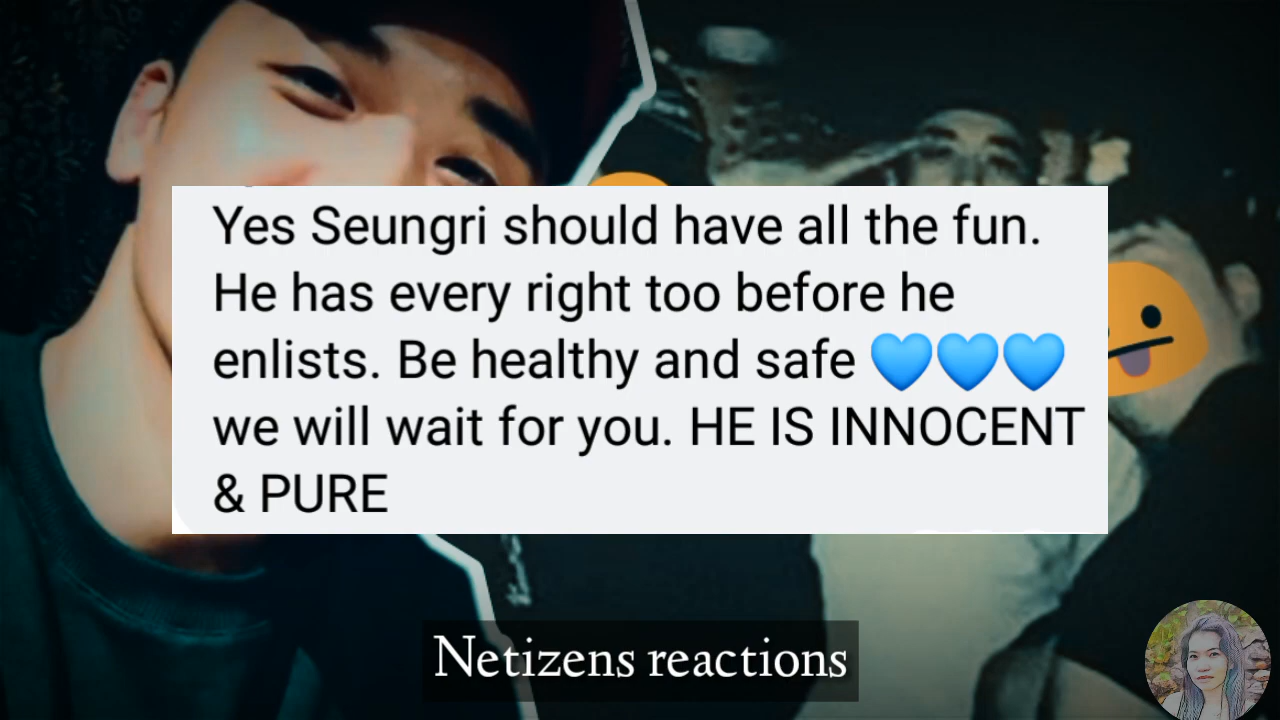 Yes Seungri should have all the fun.
He has every right too before he
enlists. Be healthy and safe 💙💙💙
we will wait for you. HE IS INNOCENT
& PURE
Netizens reactions